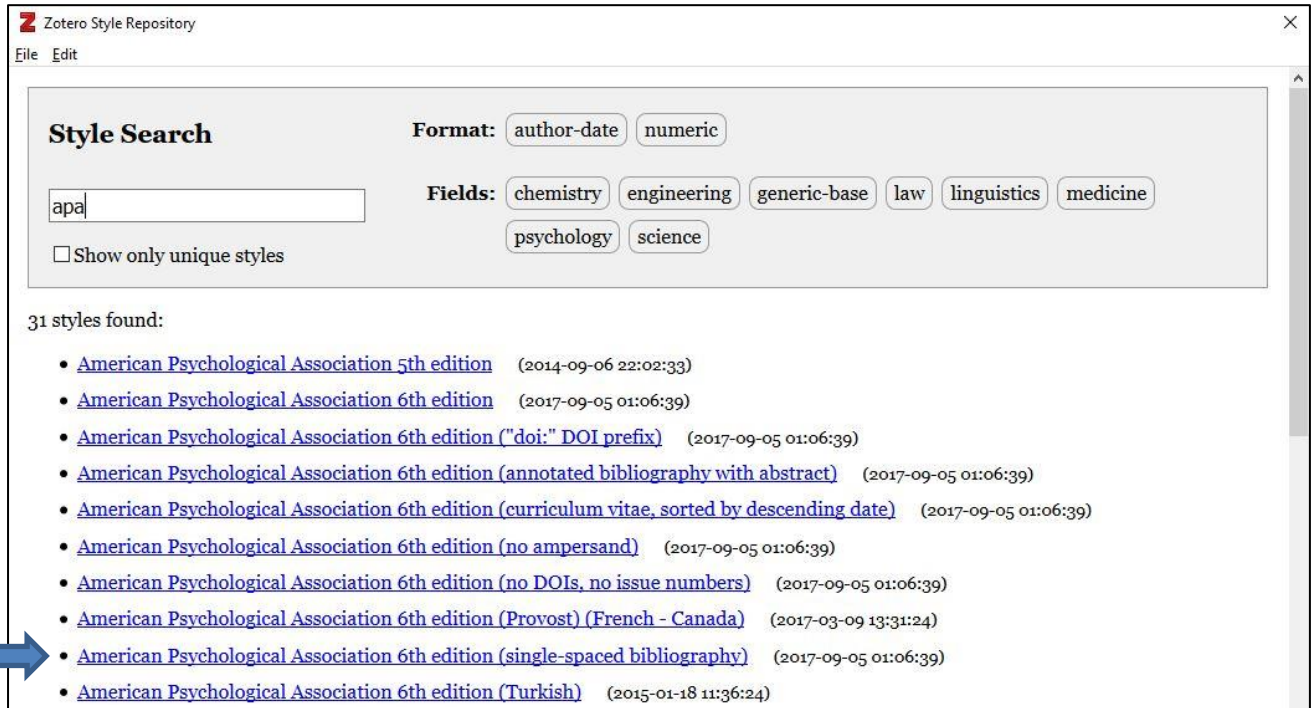 Zotero Style Repository
File Edit
Style Search
Format: author-date numeric
apa
Fields: chemistry engineering generic-base law linguistics medicine
psychology science
Show only unique styles
31 styles found:
• American Psychological Association 5th edition (2014-09-06 22:02:33)
• American Psychological Association 6th edition (2017-09-05 01:06:39)
• American Psychological Association 6th edition ("doi:" DOI prefix) (2017-09-05 01:06:39)
• American Psychological Association 6th edition (annotated bibliography with abstract) (2017-09-05 01:06:39)
• American Psychological Association 6th edition (curriculum vitae, sorted by descending date) (2017-09-05 01:06:39)
• American Psychological Association 6th edition (no ampersand) (2017-09-05 01:06:39)
• American Psychological Association 6th edition (no DOIs, no issue numbers) (2017-09-05 01:06:39)
• American Psychological Association 6th edition (Provost) (French - Canada) (2017-03-09 13:31:24)
• American Psychological Association 6th edition (single-spaced bibliography) (2017-09-05 01:06:39)
• American Psychological Association 6th edition (Turkish) (2015-01-18 11:36:24)